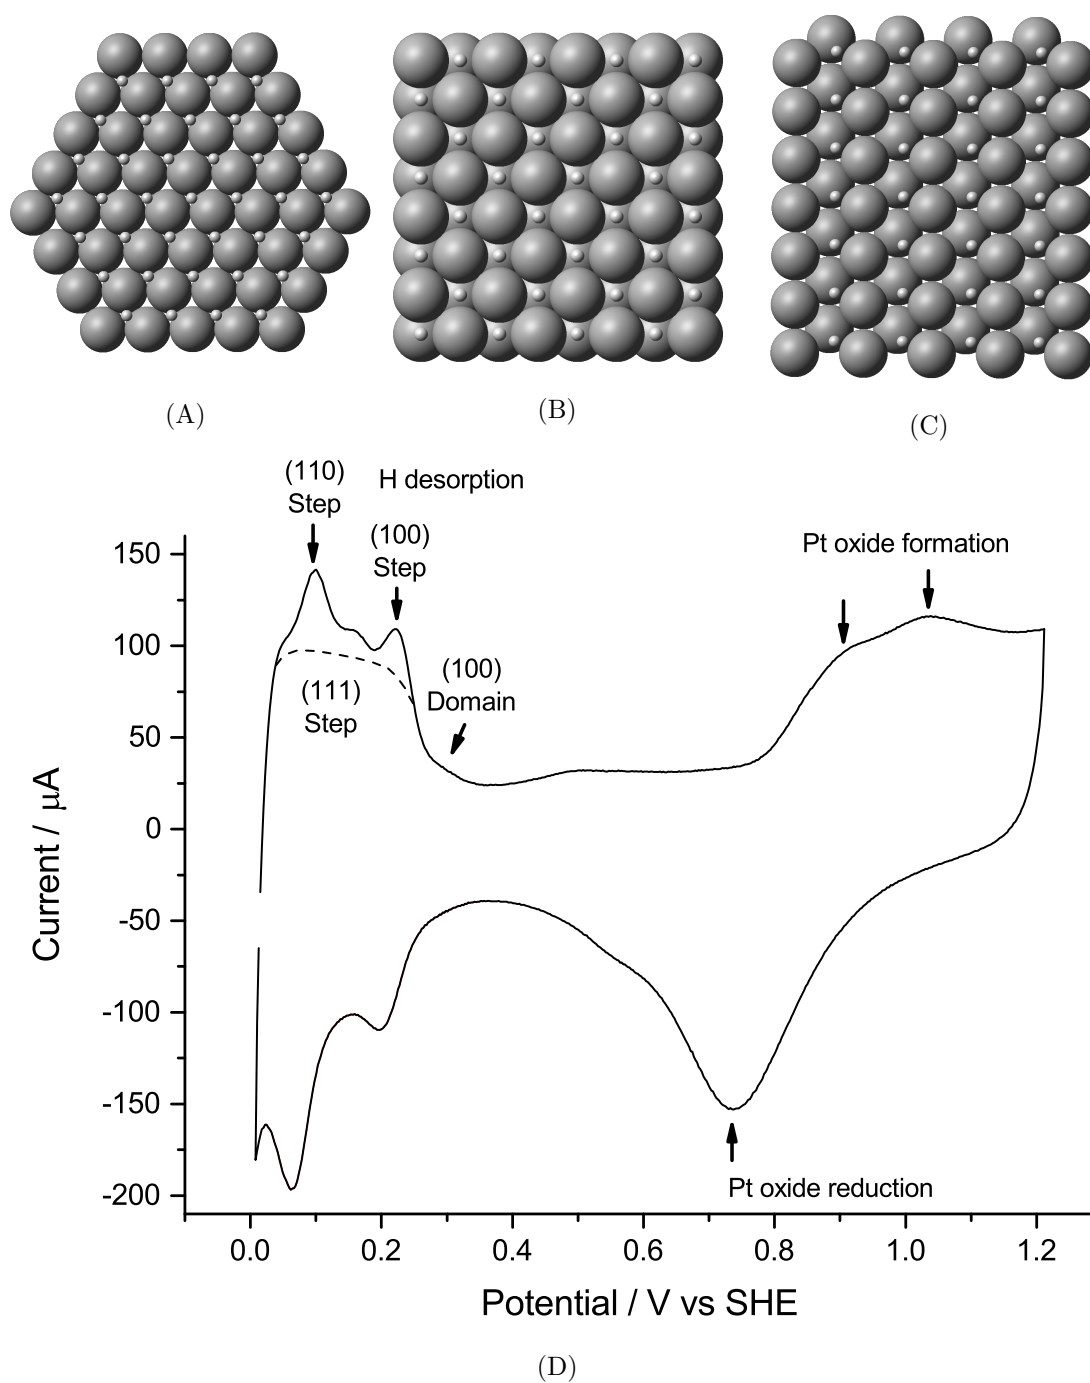 (A)
(B)
(C)
(110)
Step
H desorption
(100)
Step
(100)
Domain
(111)
Step
Pt oxide formation
Pt oxide reduction
150
100
50
0
-50
-100
-150
-200
Current / μA
0.0 0.2 0.4 0.6 0.8 1.0 1.2
Potential / V vs SHE
(D)